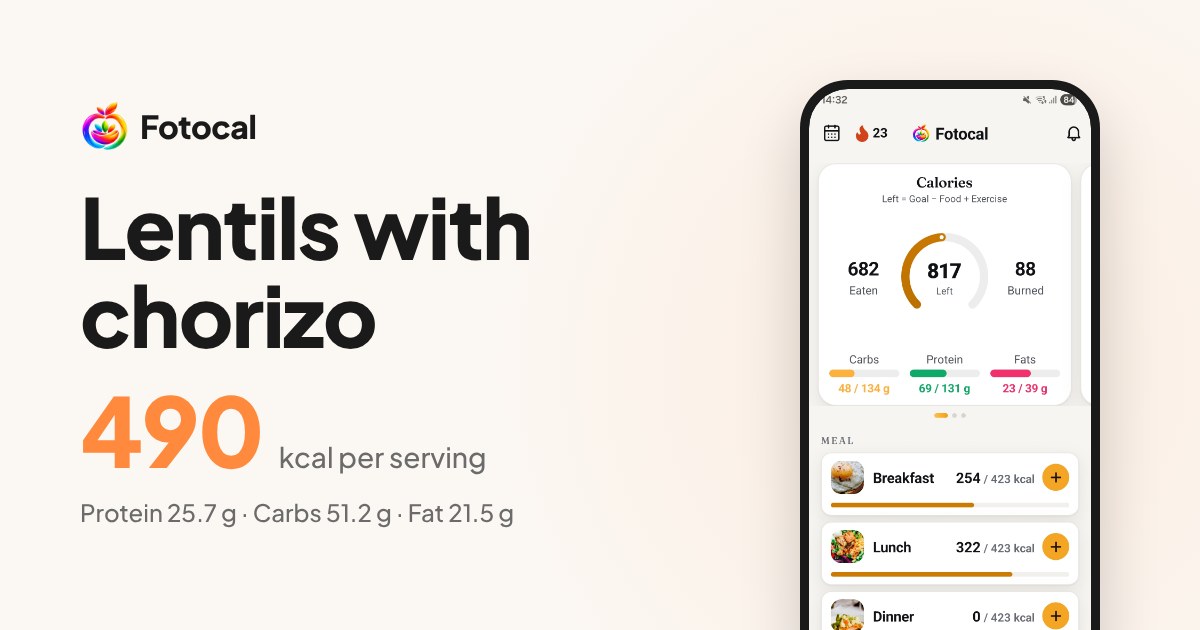 Fotocal
Lentils with
chorizo
490 kcal per serving
Protein 25.7 g · Carbs 51.2 g · Fat 21.5 g
14:32 84
23 Fotocal
Calories
Left = Goal − Food + Exercise
682 817 88
Eaten Left Burned
Carbs Protein Fats
48 / 134 g 69 / 131 g 23 / 39 g
MEAL
Breakfast 254 / 423 kcal +
Lunch 322 / 423 kcal +
Dinner 0 / 423 kcal +